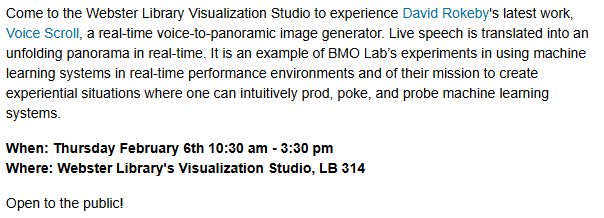 Come to the Webster Library Visualization Studio to experience David Rokeby's latest work,
Voice Scroll, a real-time voice-to-panoramic image generator. Live speech is translated into an
unfolding panorama in real-time. It is an example of BMO Lab’s experiments in using machine
learning systems in real-time performance environments and of their mission to create
experiential situations where one can intuitively prod, poke, and probe machine learning
systems.
When: Thursday February 6th 10:30 am - 3:30 pm
Where: Webster Library's Visualization Studio, LB 314
Open to the public!